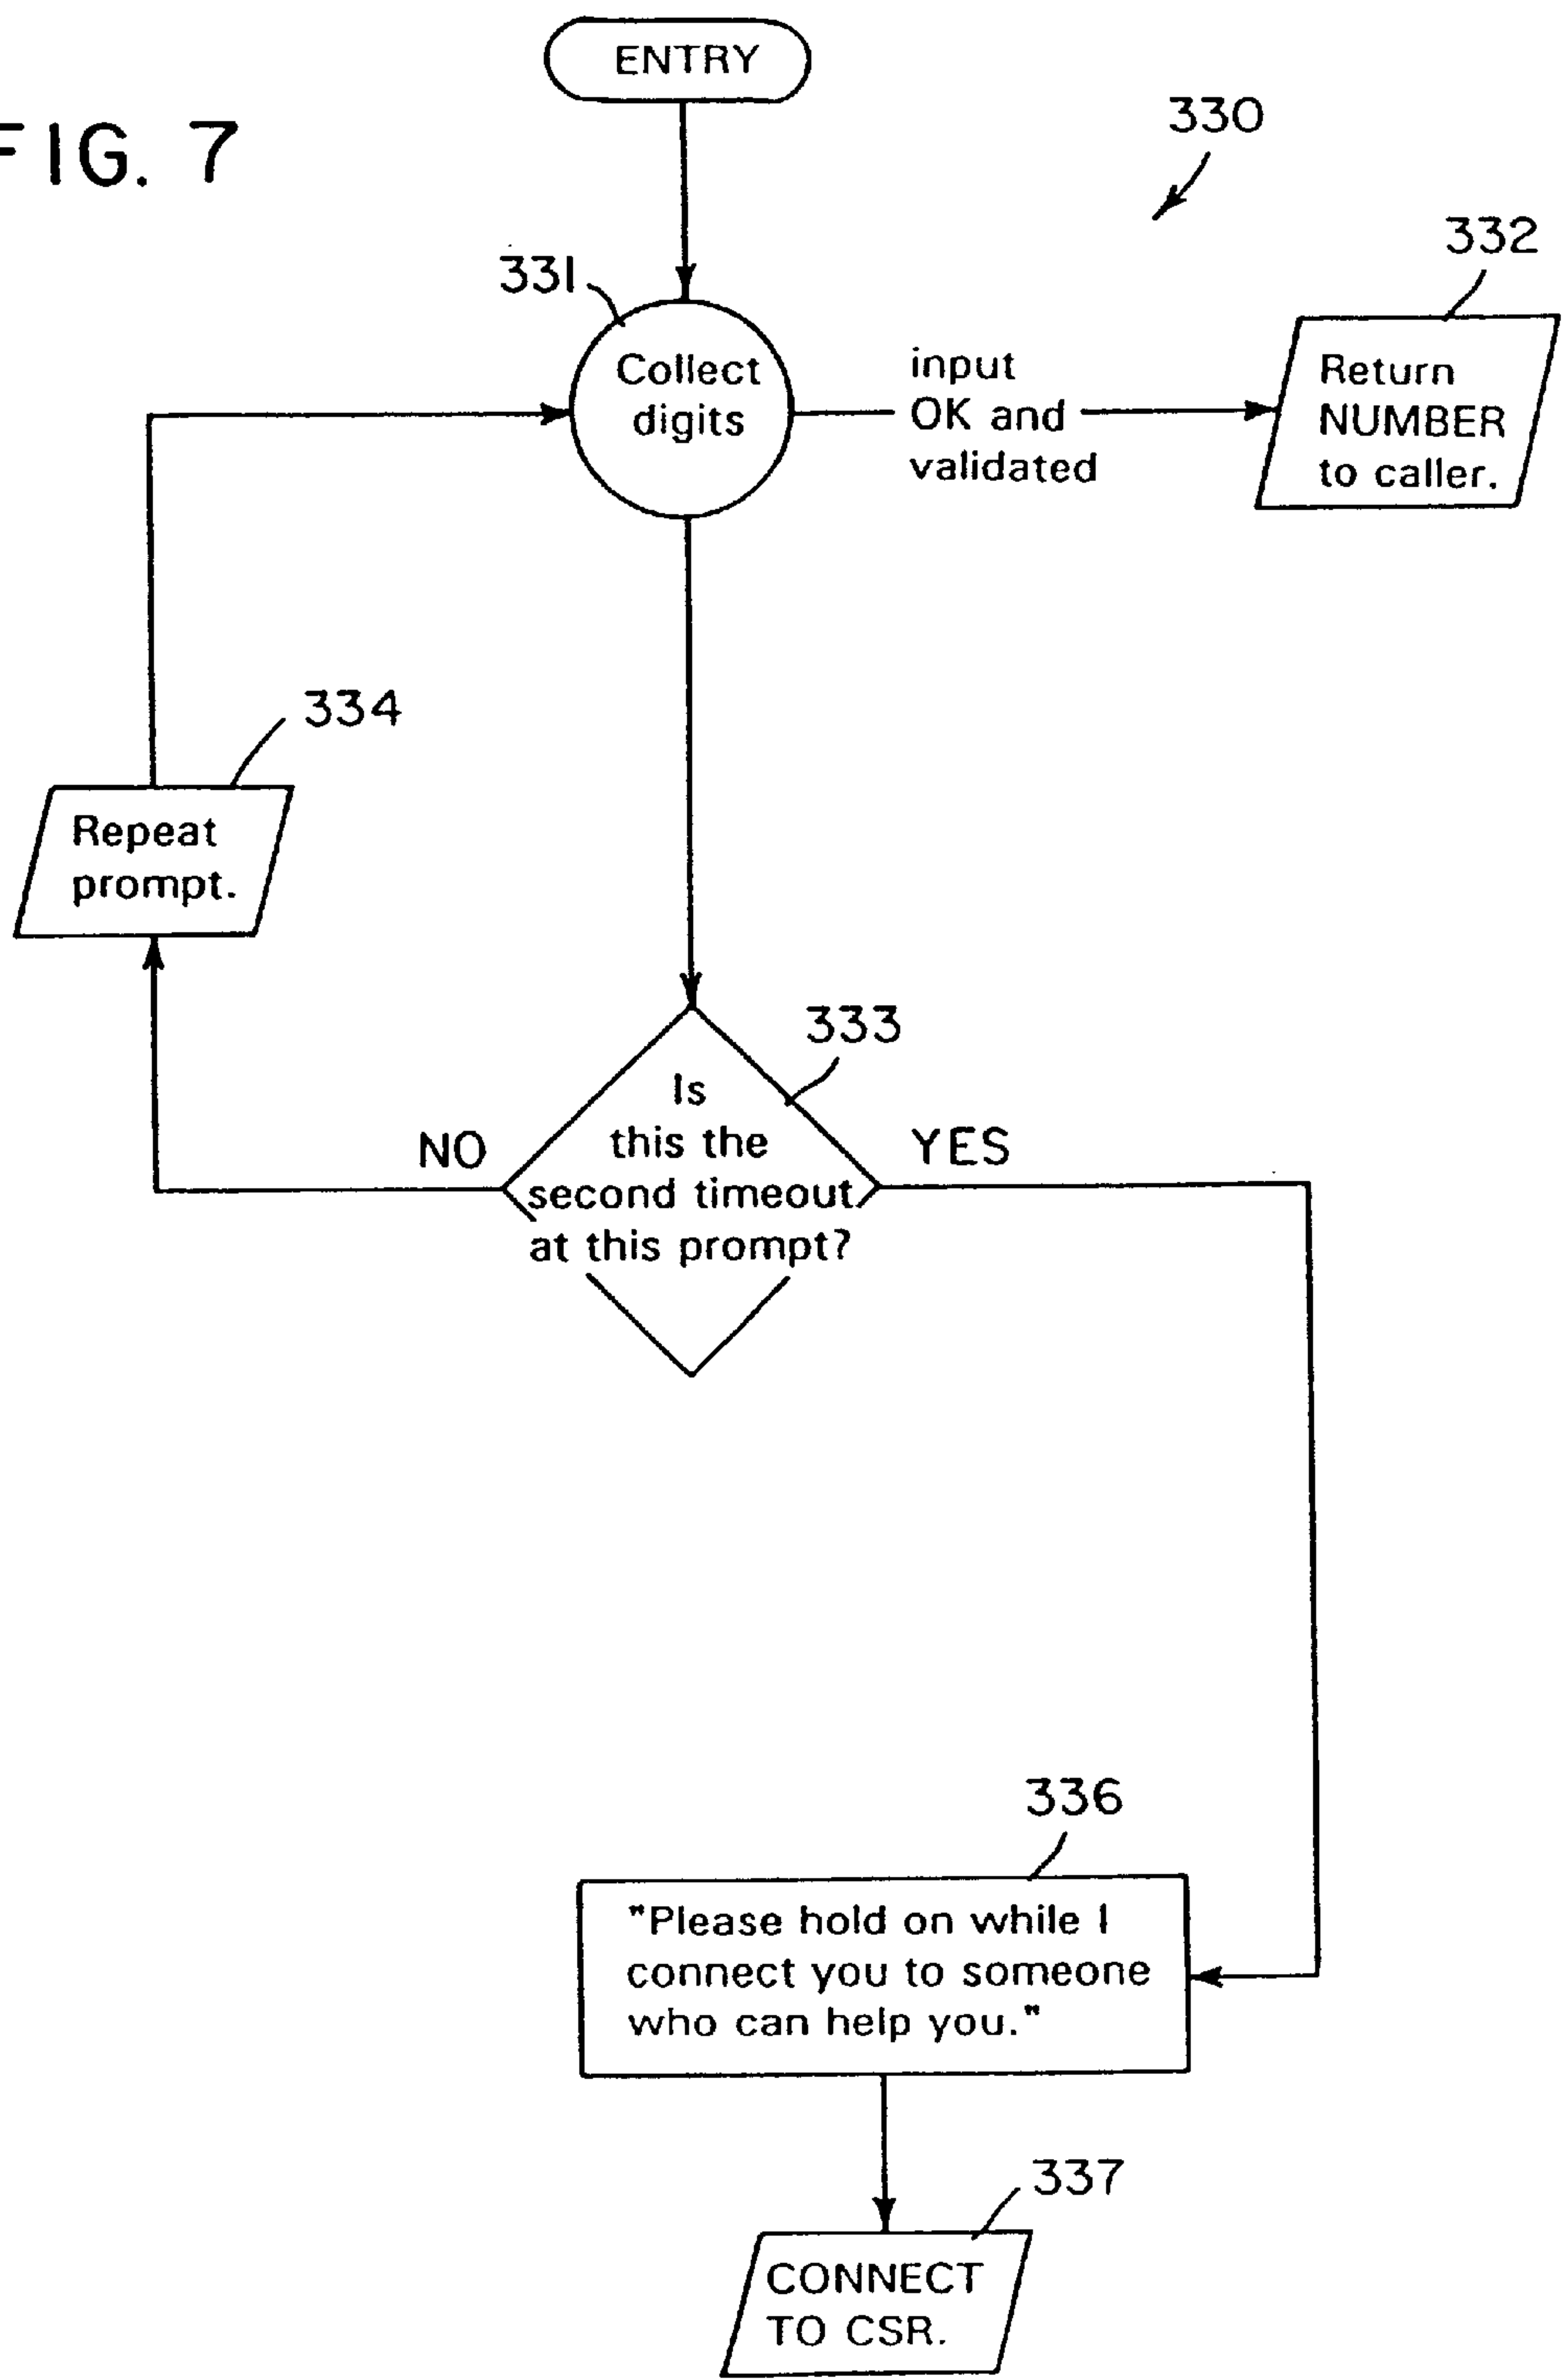 ENTRY
FIG. 7
330
332
331
Collect
digits
input
OK and
validated
Return
NUMBER
to caller.
334
Repeat
prompt.
333
Is
this the
second timeout
at this prompt?
NO
YES
336
"Please hold on while I
connect you to someone
who can help you."
337
CONNECT
TO CSR.